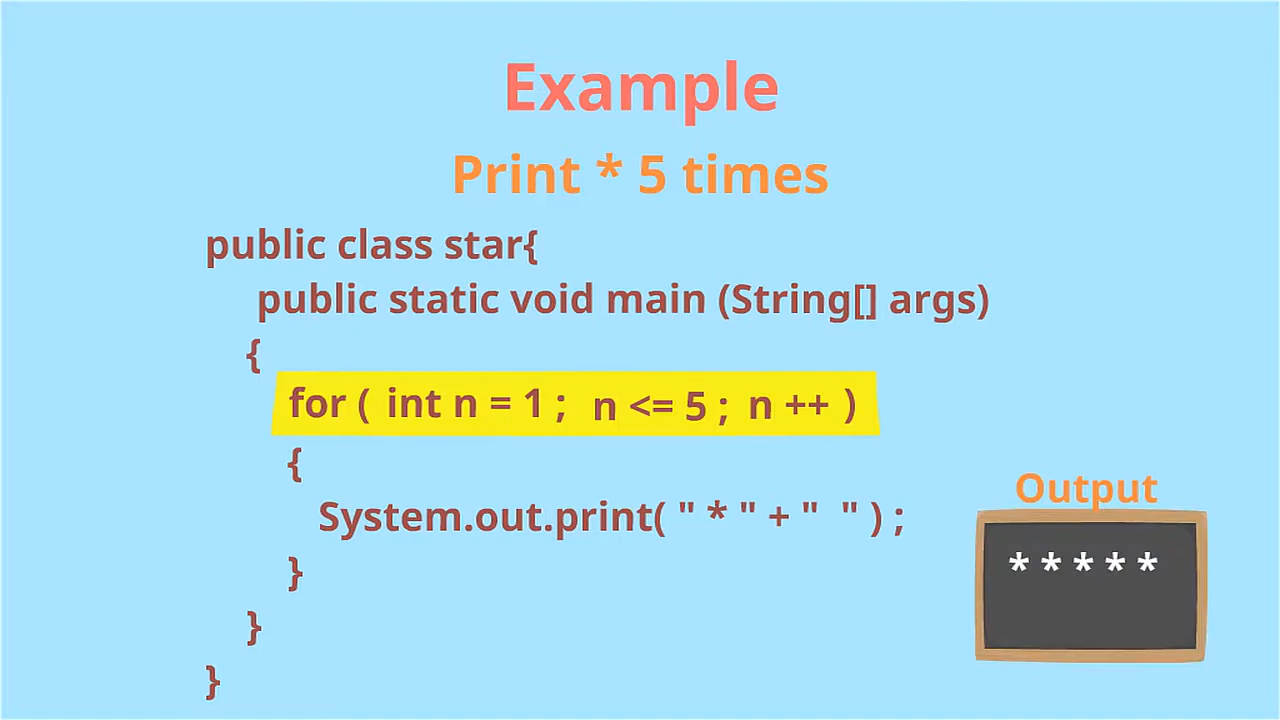 Example
Print * 5 times
public class star{
public static void main (String[] args)
{
for ( int n = 1 ; n <= 5 ; n ++ )
{
System.out.print( " * " + "  " ) ;
}
}
}
Output
* * * * *